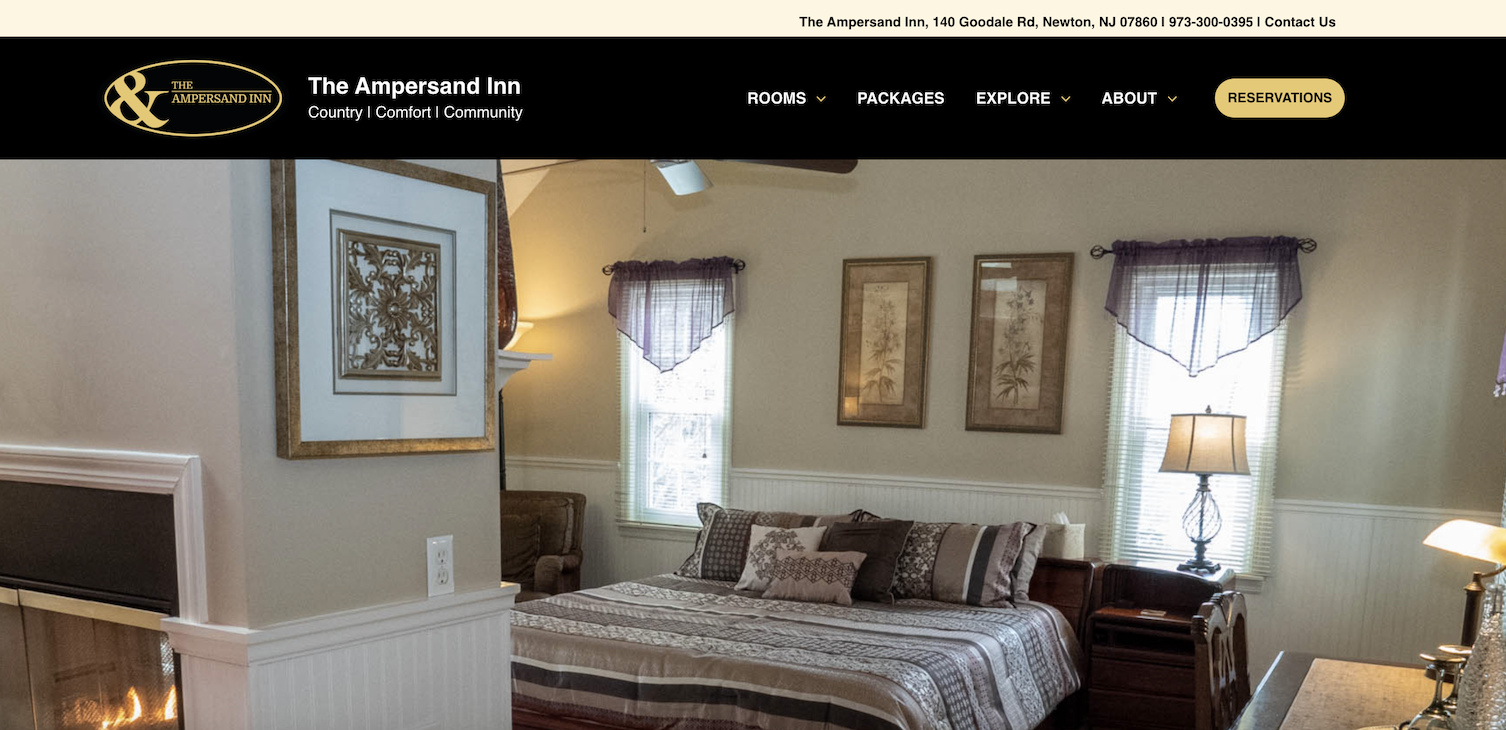 The Ampersand Inn, 140 Goodale Rd, Newton, NJ 07860 | 973-300-0395 | Contact Us
& THE
AMPERSAND INN
The Ampersand Inn
Country | Comfort | Community
ROOMS
PACKAGES
EXPLORE
ABOUT
RESERVATIONS